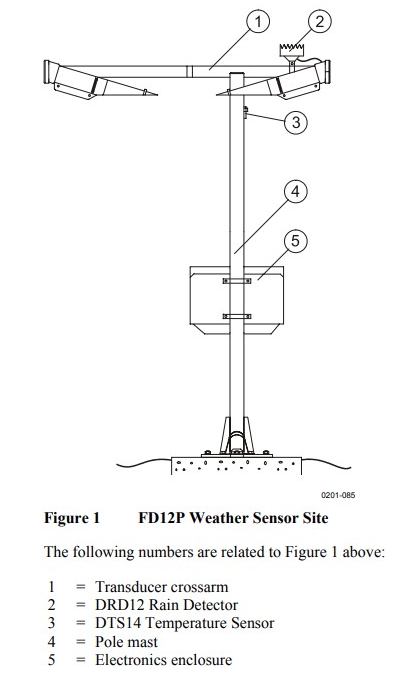 1
2
3
4
5
0201-085
Figure 1 FD12P Weather Sensor Site
The following numbers are related to Figure 1 above:
1 = Transducer crossarm
2 = DRD12 Rain Detector
3 = DTS14 Temperature Sensor
4 = Pole mast
5 = Electronics enclosure